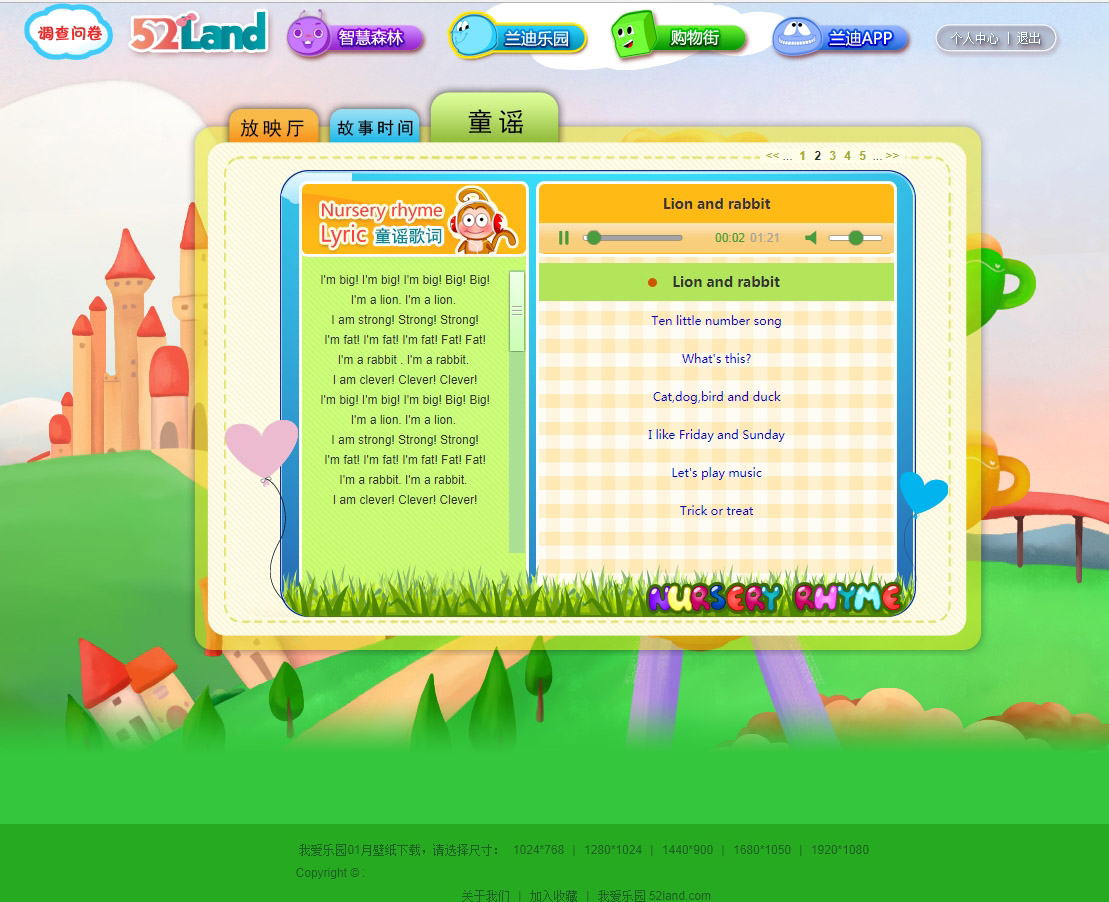 调查问卷
52Land
智慧森林
兰迪乐园
购物街
兰迪APP
个人中心 | 退出
放映厅
故事时间
童谣
<< ... 1 2 3 4 5 ... >>
Nursery rhyme
Lyric 童谣歌词
I'm big! I'm big! I'm big! Big! Big!
I'm a lion. I'm a lion.
I am strong! Strong! Strong!
I'm fat! I'm fat! I'm fat! Fat! Fat!
I'm a rabbit . I'm a rabbit.
I am clever! Clever! Clever!
I'm big! I'm big! I'm big! Big! Big!
I'm a lion. I'm a lion.
I am strong! Strong! Strong!
I'm fat! I'm fat! I'm fat! Fat! Fat!
I'm a rabbit. I'm a rabbit.
I am clever! Clever! Clever!
Lion and rabbit
00:02 01:21
Lion and rabbit
Ten little number song
What's this?
Cat,dog,bird and duck
I like Friday and Sunday
Let's play music
Trick or treat
NURSERY RHYME
我爱乐园01月壁纸下载，请选择尺寸： 1024*768 | 1280*1024 | 1440*900 | 1680*1050 | 1920*1080
Copyright © :
关于我们 | 加入收藏 | 我爱乐园 52land.com